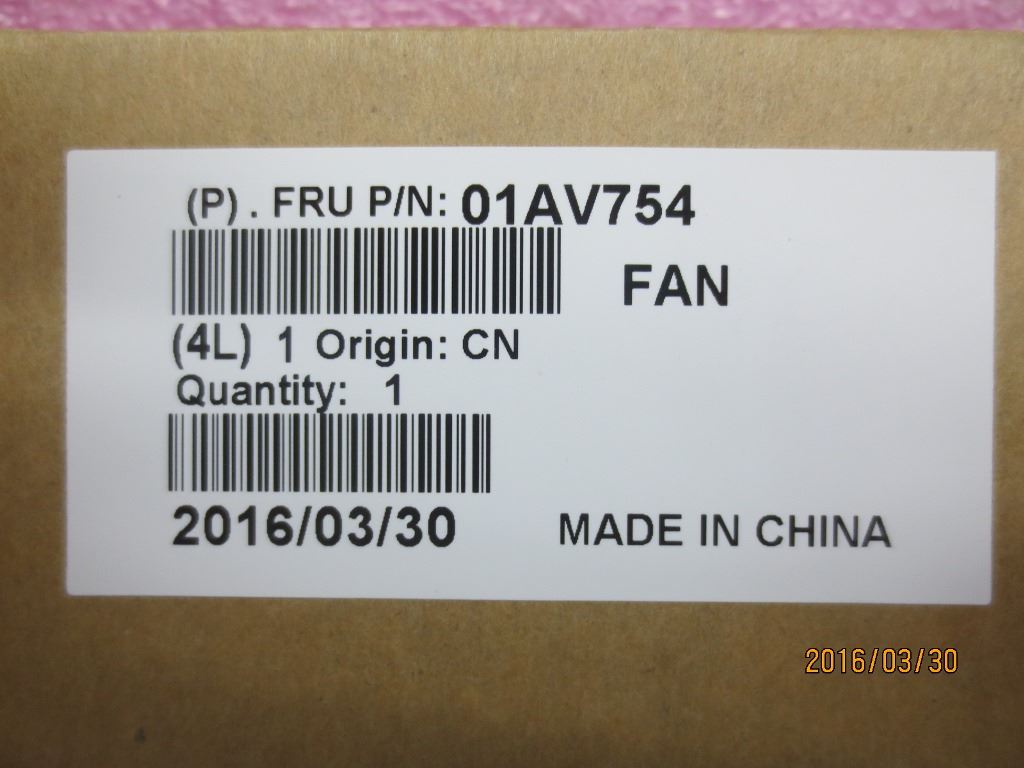 (P) . FRU P/N: 01AV754
FAN
(4L) 1 Origin: CN
Quantity: 1
2016/03/30 MADE IN CHINA
2016/03/30